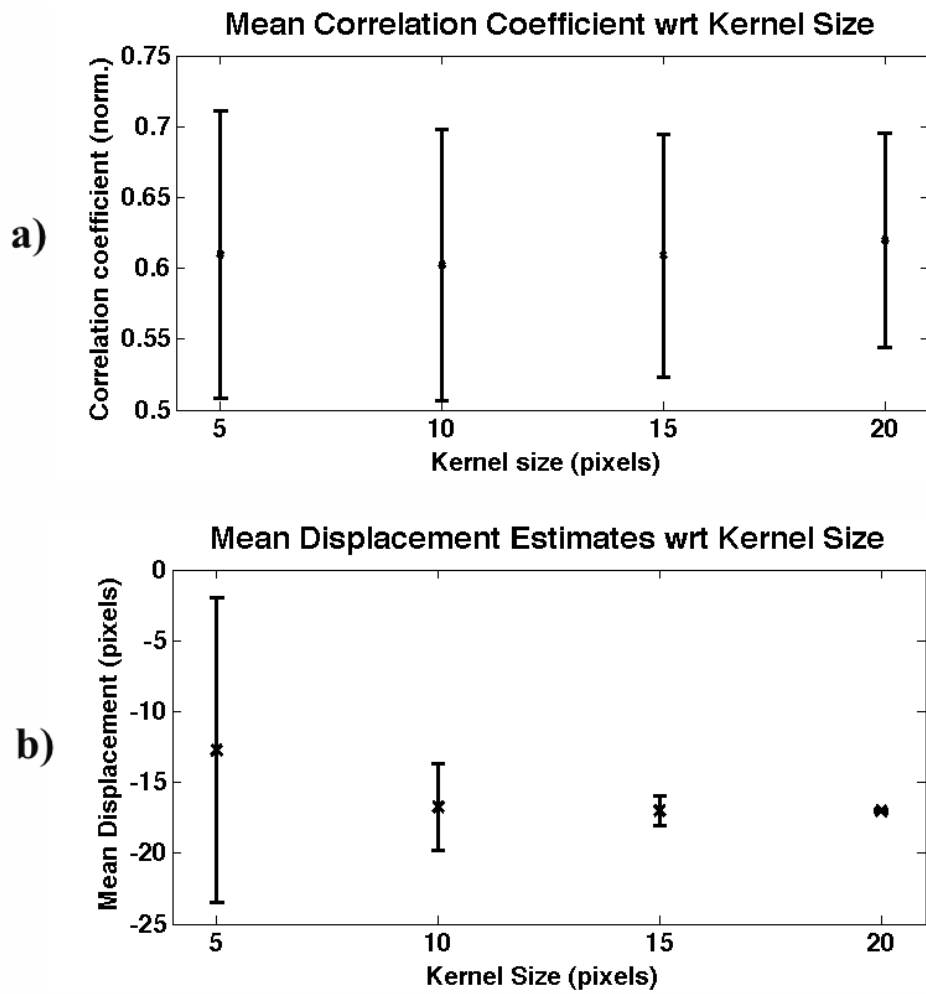 Mean Correlation Coefficient wrt Kernel Size
a)
Correlation coefficient (norm.)
0.75
0.7
0.65
0.6
0.55
0.5
5 10 15 20
Kernel size (pixels)
Mean Displacement Estimates wrt Kernel Size
b)
Mean Displacement (pixels)
0
-5
-10
-15
-20
-25
5 10 15 20
Kernel Size (pixels)